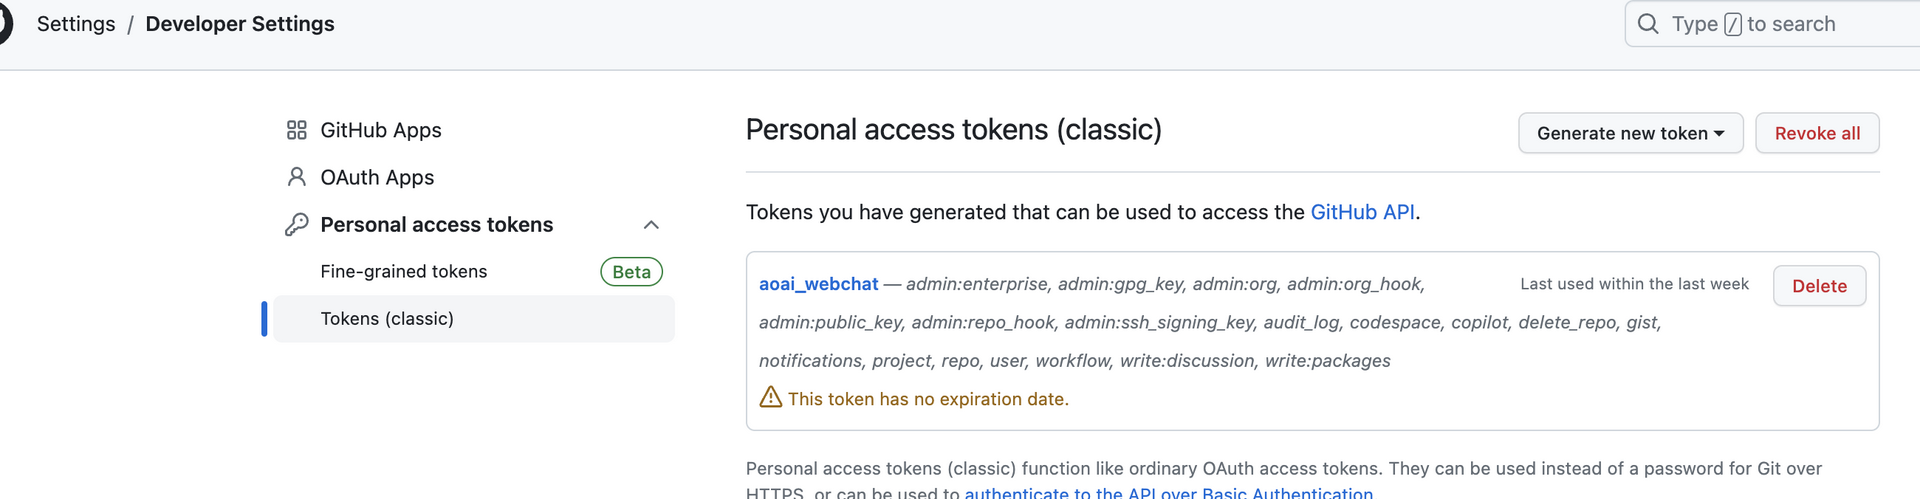 Settings / Developer Settings
Type / to search
GitHub Apps
OAuth Apps
Personal access tokens
Fine-grained tokens Beta
Tokens (classic)
Personal access tokens (classic)
Generate new token
Revoke all
Tokens you have generated that can be used to access the GitHub API.
aoai_webchat — admin:enterprise, admin:gpg_key, admin:org, admin:org_hook,
admin:public_key, admin:repo_hook, admin:ssh_signing_key, audit_log, codespace, copilot, delete_repo, gist,
notifications, project, repo, user, workflow, write:discussion, write:packages
Last used within the last week
Delete
This token has no expiration date.
Personal access tokens (classic) function like ordinary OAuth access tokens. They can be used instead of a password for Git over
HTTPS, or can be used to authenticate to the API over Basic Authentication.